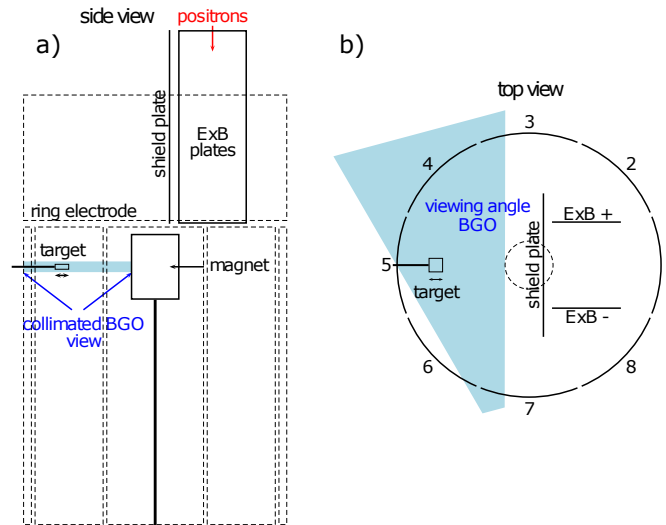 side view
positrons
a)
shield plate
ExB
plates
ring electrode
target
magnet
collimated BGO
view
b)
top view
3
4
2
viewing angle
BGO
shield plate
ExB +
5
target
ExB -
6
8
7